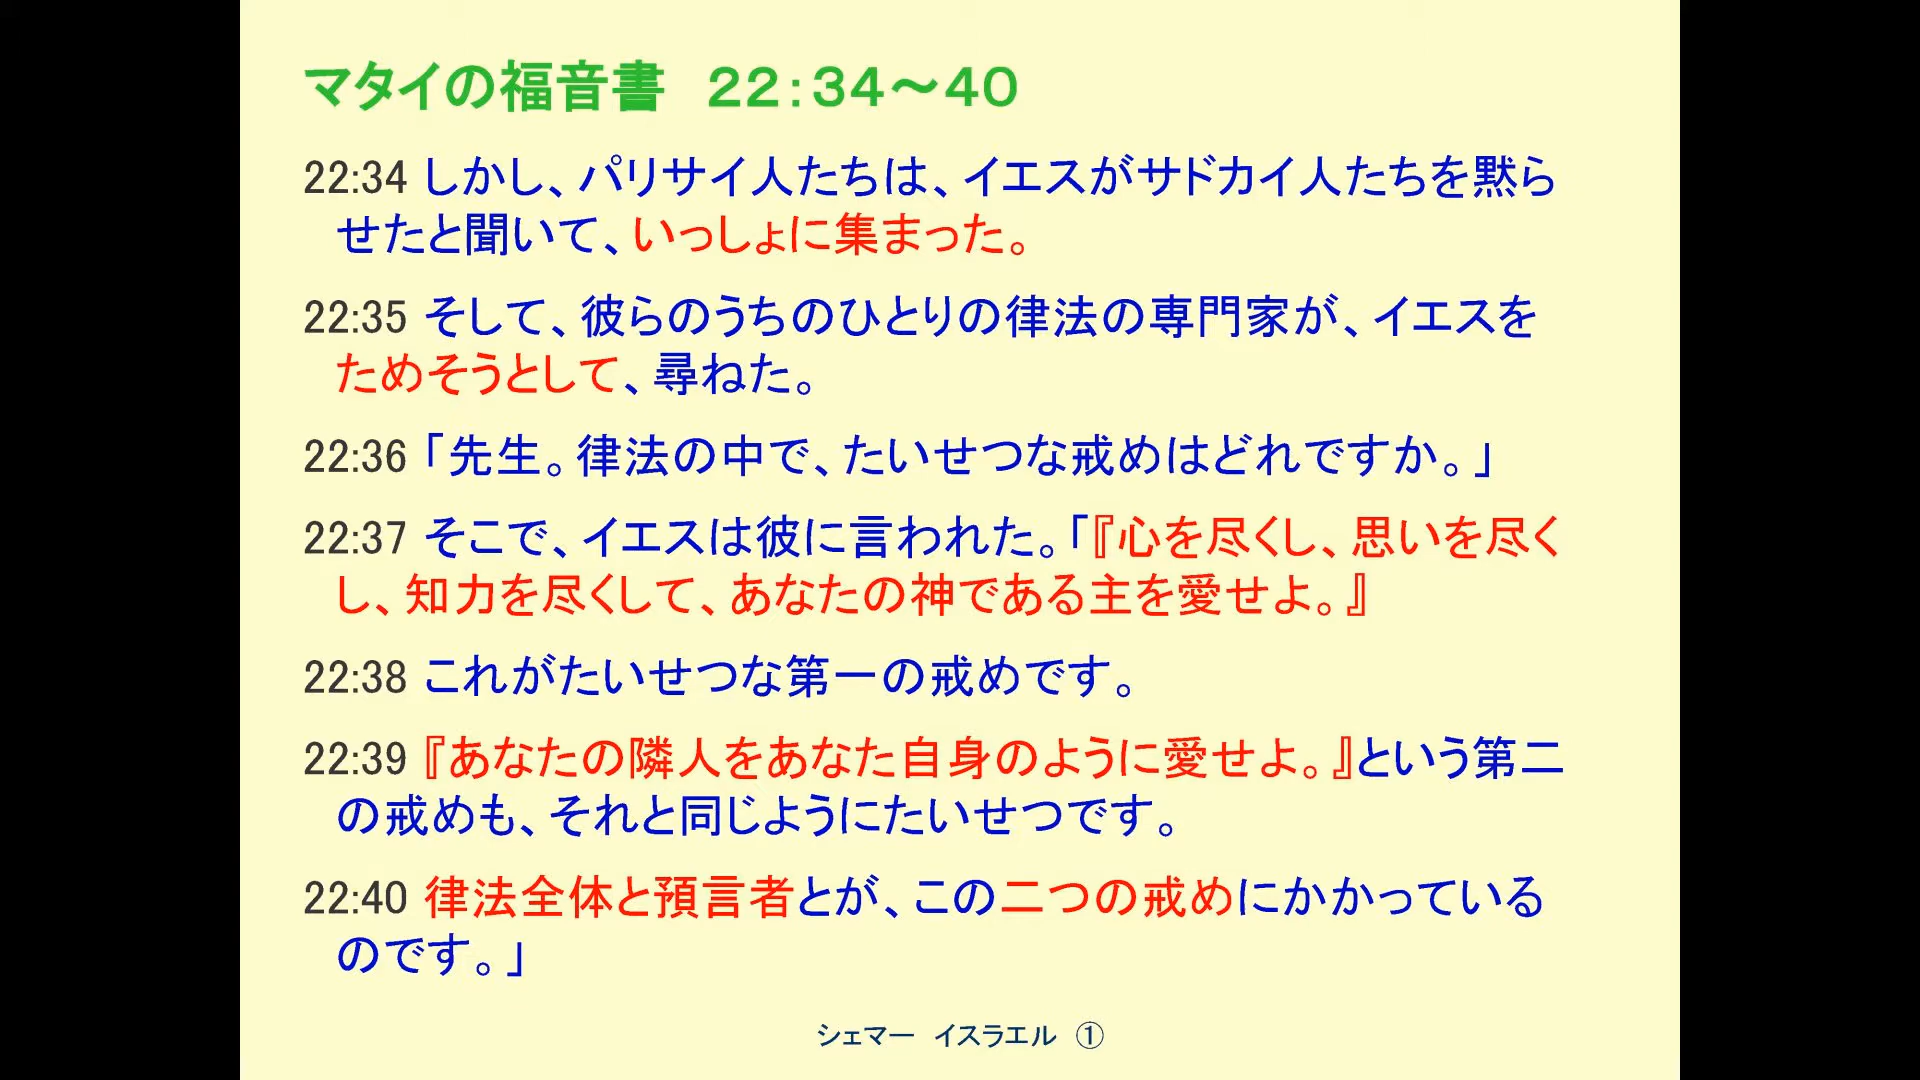 マタイの福音書　２２：３４～４０
22:34 しかし、パリサイ人たちは、イエスがサドカイ人たちを黙ら
せたと聞いて、いっしょに集まった。
22:35 そして、彼らのうちのひとりの律法の専門家が、イエスを
ためそうとして、尋ねた。
22:36 「先生。律法の中で、たいせつな戒めはどれですか。」
22:37 そこで、イエスは彼に言われた。「『心を尽くし、思いを尽く
し、知力を尽くして、あなたの神である主を愛せよ。』
22:38 これがたいせつな第一の戒めです。
22:39 『あなたの隣人をあなた自身のように愛せよ。』という第二
の戒めも、それと同じようにたいせつです。
22:40 律法全体と預言者とが、この二つの戒めにかかっている
のです。」
シェマー　イスラエル　①